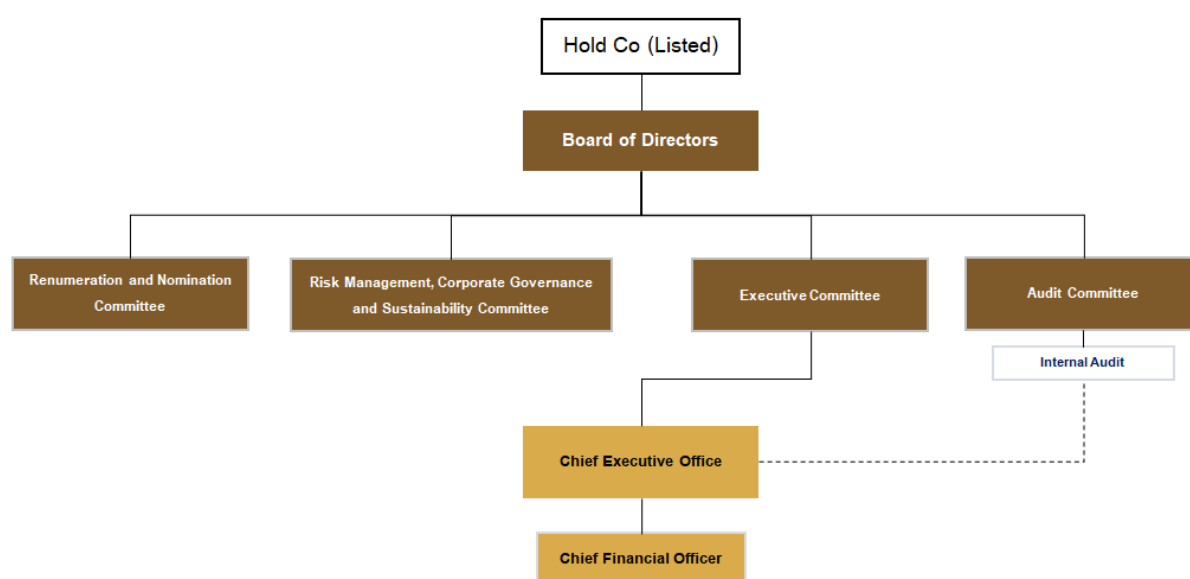 Hold Co (Listed)
Board of Directors
Renumeration and Nomination
Committee
Risk Management, Corporate Governance
and Sustainability Committee
Executive Committee
Audit Committee
Internal Audit
Chief Executive Office
Chief Financial Officer